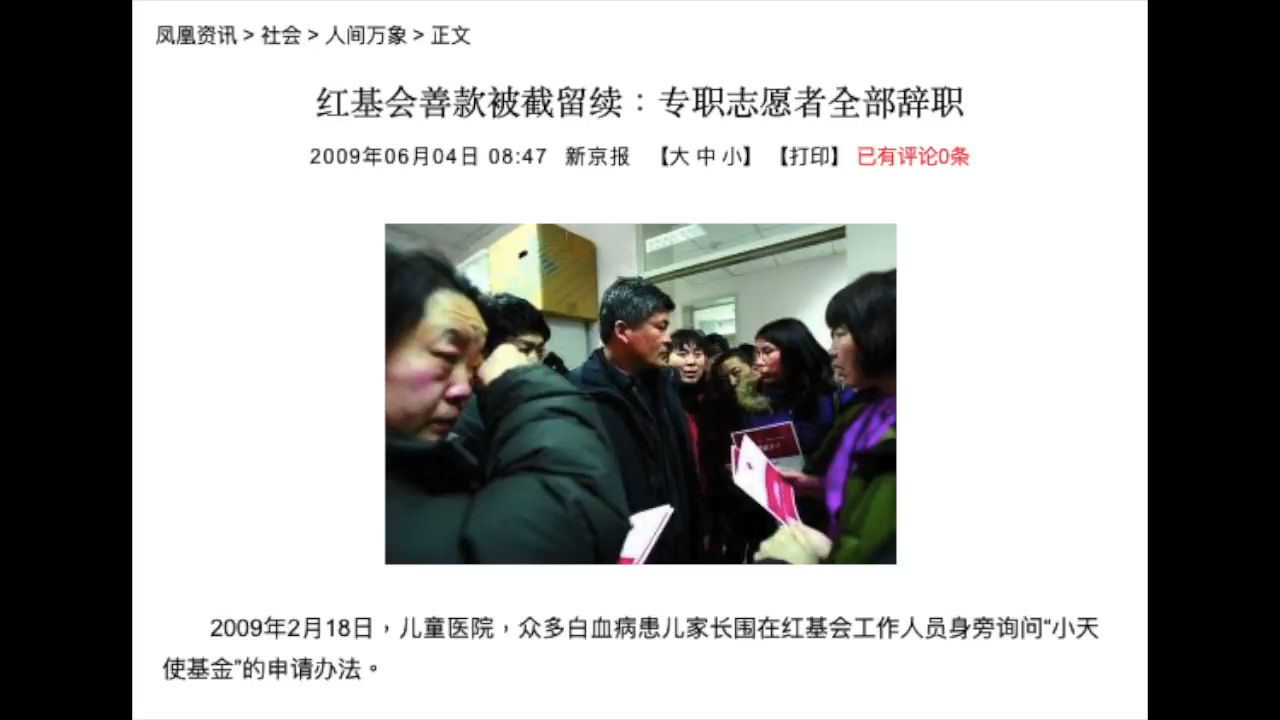 凤凰资讯 > 社会 > 人间万象 > 正文
红基会善款被截留续：专职志愿者全部辞职
2009年06月04日 08:47 新京报 【大 中 小】 【打印】 已有评论0条
2009年2月18日，儿童医院，众多白血病患儿家长围在红基会工作人员身旁询问“小天
使基金”的申请办法。